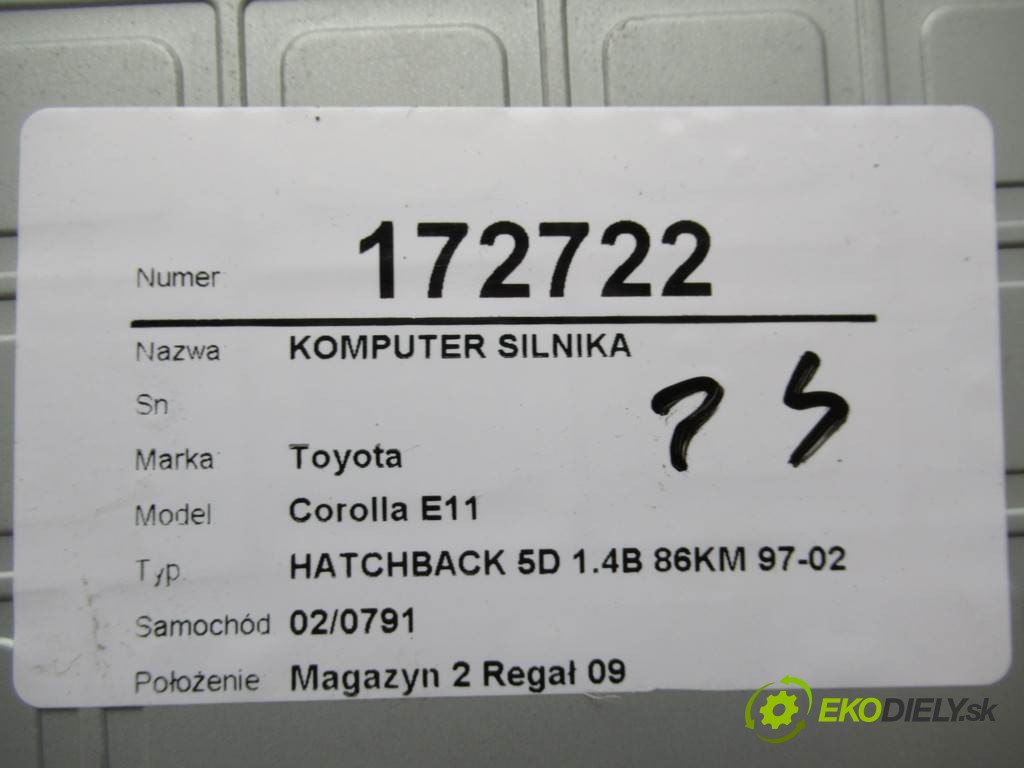 Numer 172722
Nazwa KOMPUTER SILNIKA
Sn
Marka Toyota
Model Corolla E11
Typ HATCHBACK 5D 1.4B 86KM 97-02
Samochód 02/0791
Położenie Magazyn 2 Regał 09
EKODIELY.sk